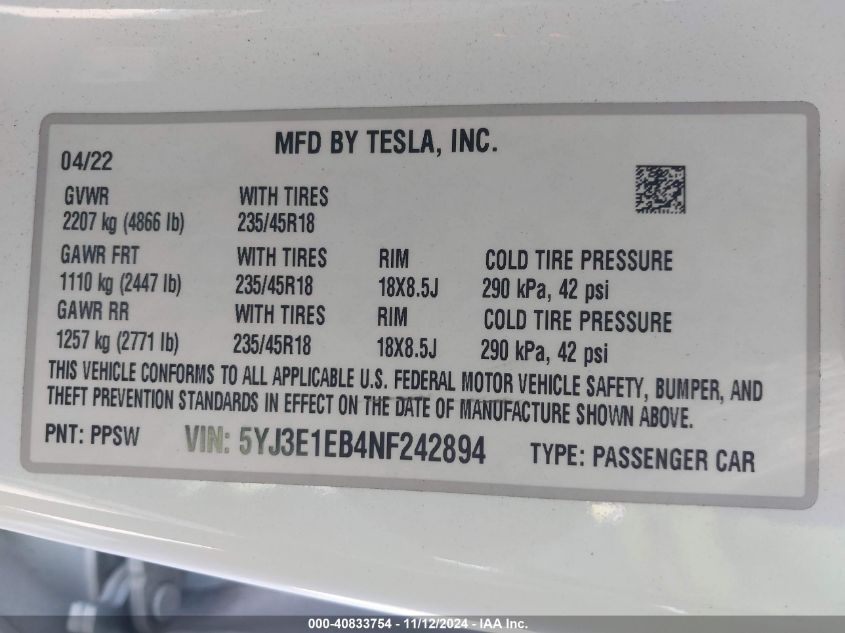 MFD BY TESLA, INC.
04/22
GVWR WITH TIRES
2207 kg (4866 lb) 235/45R18
GAWR FRT WITH TIRES RIM COLD TIRE PRESSURE
1110 kg (2447 lb) 235/45R18 18X8.5J 290 kPa, 42 psi
GAWR RR WITH TIRES RIM COLD TIRE PRESSURE
1257 kg (2771 lb) 235/45R18 18X8.5J 290 kPa, 42 psi
THIS VEHICLE CONFORMS TO ALL APPLICABLE U.S. FEDERAL MOTOR VEHICLE SAFETY, BUMPER, AND
THEFT PREVENTION STANDARDS IN EFFECT ON THE DATE OF MANUFACTURE SHOWN ABOVE.
PNT: PPSW VIN: 5YJ3E1EB4NF242894 TYPE: PASSENGER CAR
000-40833754 - 11/12/2024 - IAA Inc.